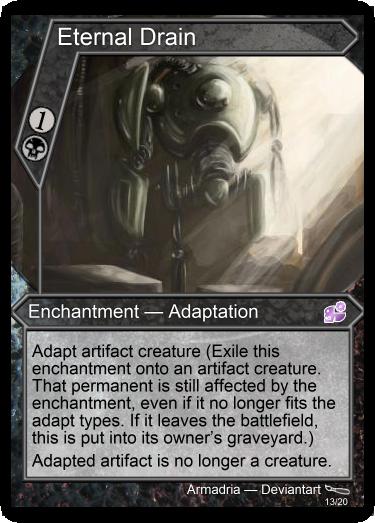 Eternal Drain
1
Enchantment — Adaptation
Adapt artifact creature (Exile this
enchantment onto an artifact creature.
That permanent is still affected by the
enchantment, even if it no longer fits the
adapt types. If it leaves the battlefield,
this is put into its owner's graveyard.)
Adapted artifact is no longer a creature.
Armadria — Deviantart
13/20